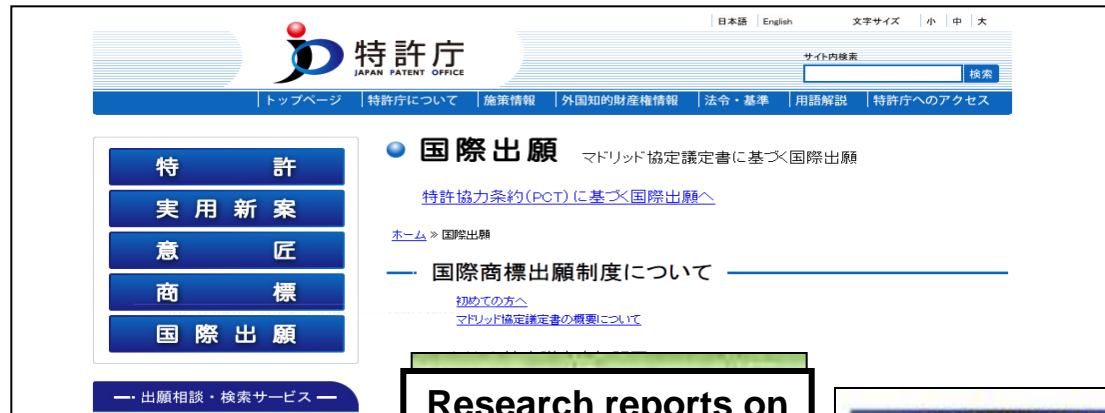 日本語 English 文字サイズ 小 中 大
特許庁
JAPAN PATENT OFFICE
サイト内検索
検索
トップページ 特許庁について 施策情報 外国知的財産権情報 法令・基準 用語解説 特許庁へのアクセス
特許
実用新案
意匠
商標
国際出願
出願相談・検索サービス
国際出願 マドリッド協定議定書に基づく国際出願
特許協力条約(PCT)に基づく国際出願へ
ホーム » 国際出願
国際商標出願制度について
初めての方へ
マドリッド協定議定書の概要について
Research reports on